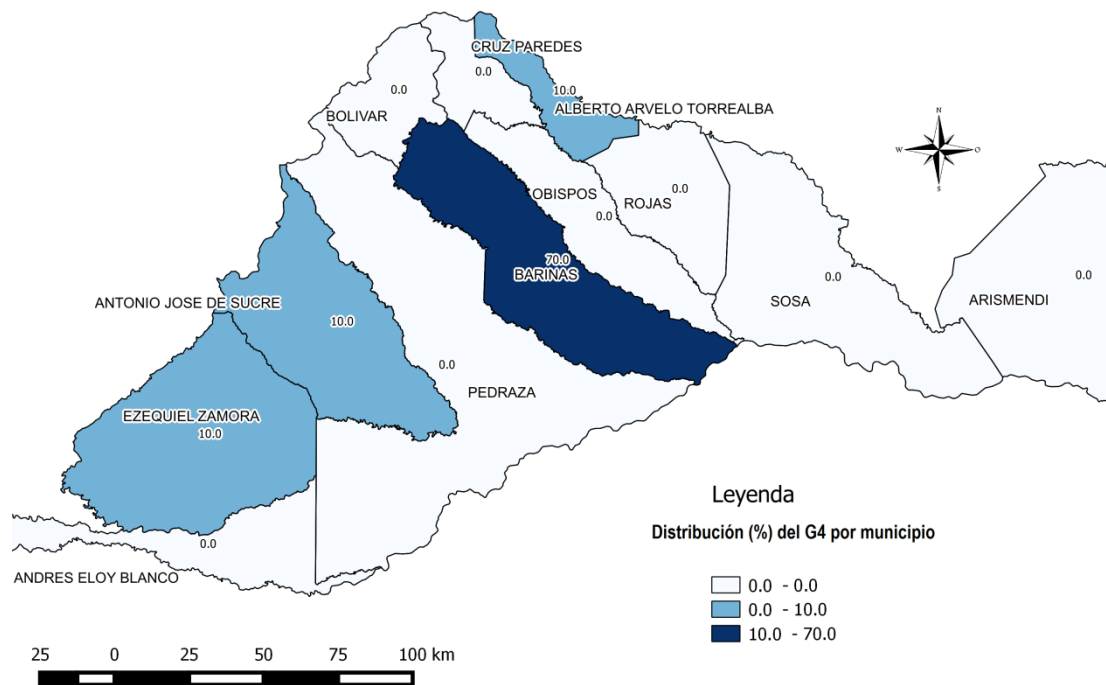 CRUZ PAREDES
0.0
0.0
10.0
ALBERTO ARVELO TORREALBA
BOLIVAR
N
W
O
S
OBISPOS
0.0
0.0
ROJAS
70.0
BARINAS
0.0
SOSA
0.0
ARISMENDI
ANTONIO JOSE DE SUCRE
10.0
0.0
PEDRAZA
EZEQUIEL ZAMORA
10.0
0.0
ANDRES ELOY BLANCO
Leyenda
Distribución (%) del G4 por municipio
0.0 - 0.0
0.0 - 10.0
10.0 - 70.0
25 0 25 50 75 100 km